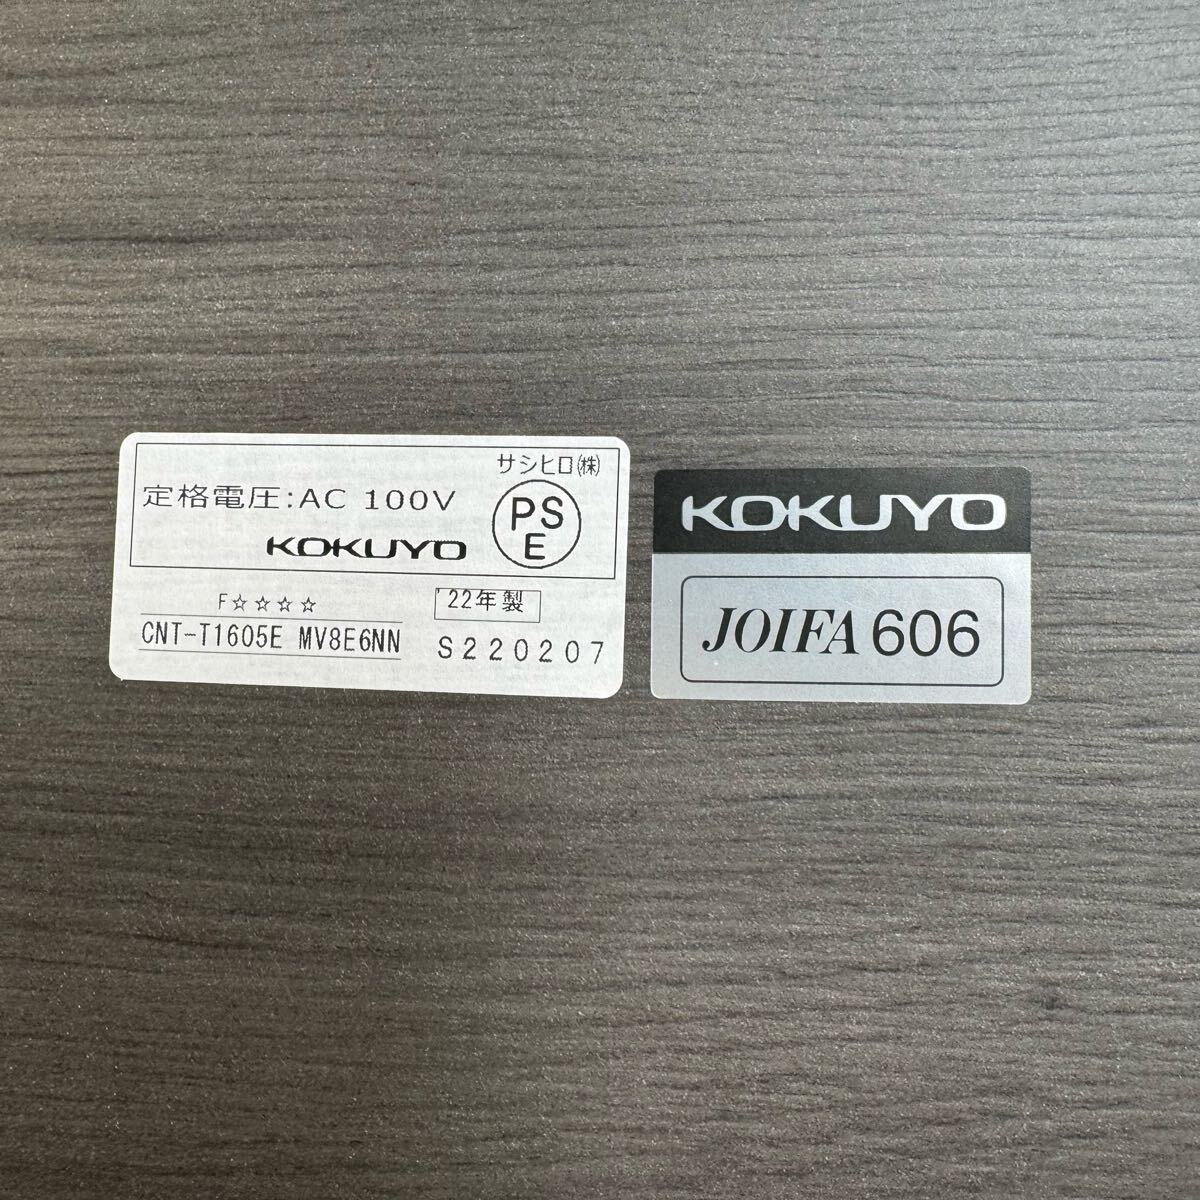 サシヒロ(株)
定格電圧:AC 100V
PS
E
KOKUYO
F☆☆☆☆
'22年製
CNT-T1605E MV8E6NN
S220207
KOKUYO
JOIFA 606